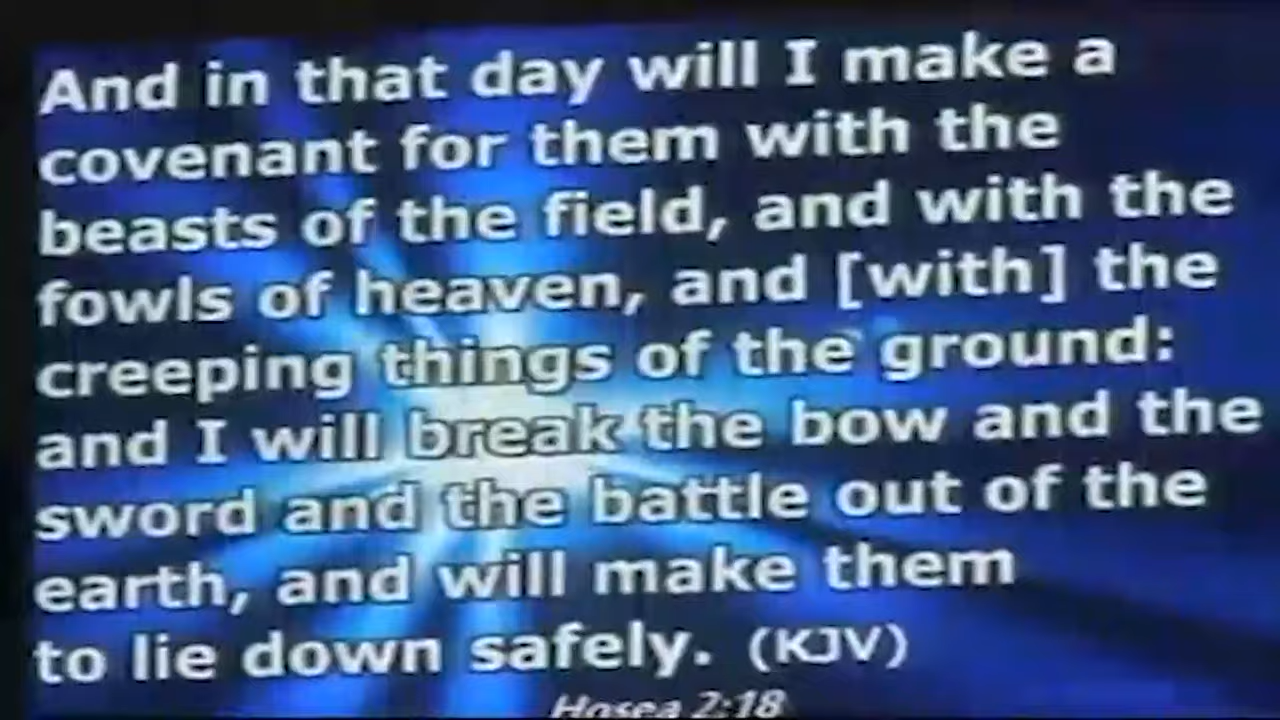 And in that day will I make a
covenant for them with the
beasts of the field, and with the
fowls of heaven, and [with] the
creeping things of the ground:
and I will break the bow and the
sword and the battle out of the
earth, and will make them
to lie down safely. (KJV)
Hosea 2:18